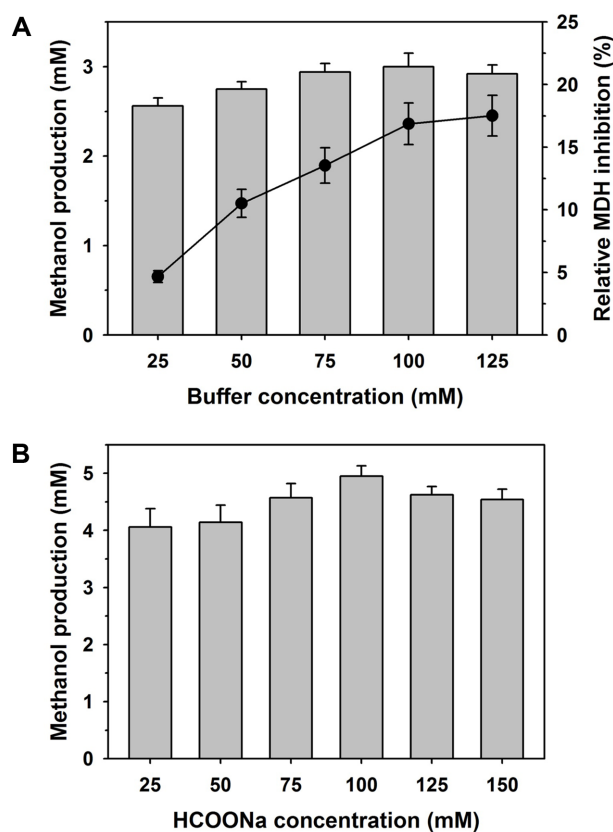 A
Methanol production (mM)
3
2
1
0
25
20
15
10
5
0
Relative MDH inhibition (%)
25 50 75 100 125
Buffer concentration (mM)
B
Methanol production (mM)
5
4
3
2
1
0
25 50 75 100 125 150
HCOONa concentration (mM)